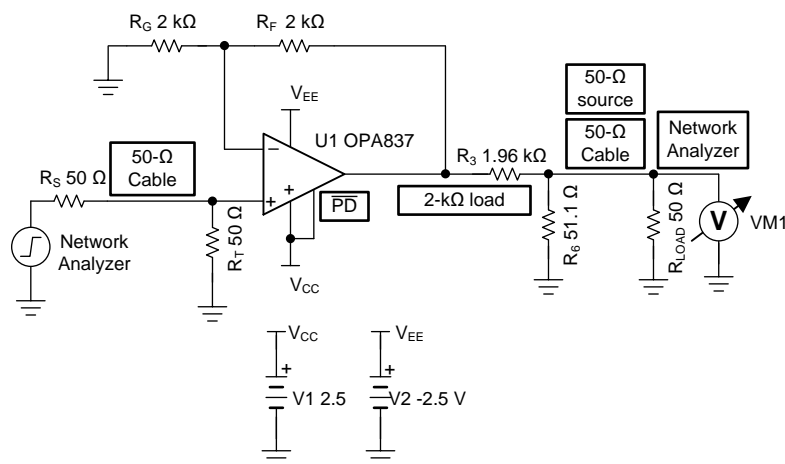 R_G 2 kΩ
R_F 2 kΩ
V_EE
U1 OPA837
50-Ω
source
50-Ω
Cable
Network
Analyzer
50-Ω
Cable
R_S 50 Ω
R_3 1.96 kΩ
−
+
+
PD
2-kΩ load
V
VM1
Network
Analyzer
R_T 50 Ω
R_6 51.1 Ω
R_LOAD 50 Ω
V_CC
V_CC
V_EE
+
+
V1 2.5
V2 -2.5 V